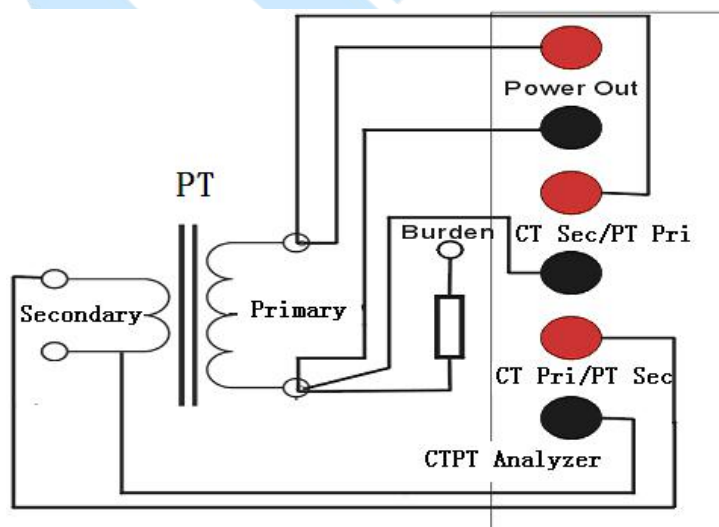 Power Out
PT
Burden
CT Sec/PT Pri
Secondary
Primary
CT Pri/PT Sec
CTPT Analyzer